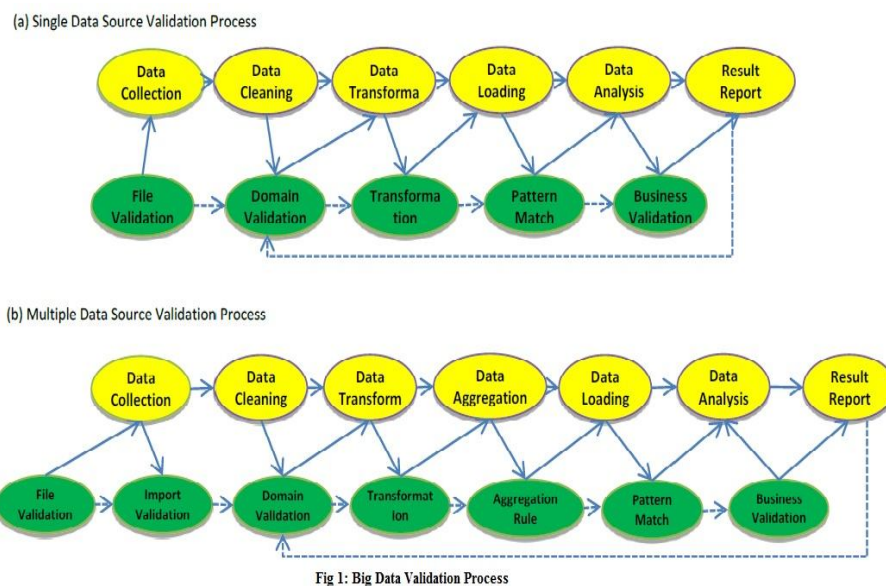 (a) Single Data Source Validation Process
Data
Collection
Data
Cleaning
Data
Transforma
Data
Loading
Data
Analysis
Result
Report
File
Validation
Domain
Validation
Transforma
tion
Pattern
Match
Business
Validation
(b) Multiple Data Source Validation Process
Data
Collection
Data
Cleaning
Data
Transform
Data
Aggregation
Data
Loading
Data
Analysis
Result
Report
File
Validation
Import
Validation
Domain
Validation
Transformat
ion
Aggregation
Rule
Pattern
Match
Business
Validation
Fig 1: Big Data Validation Process